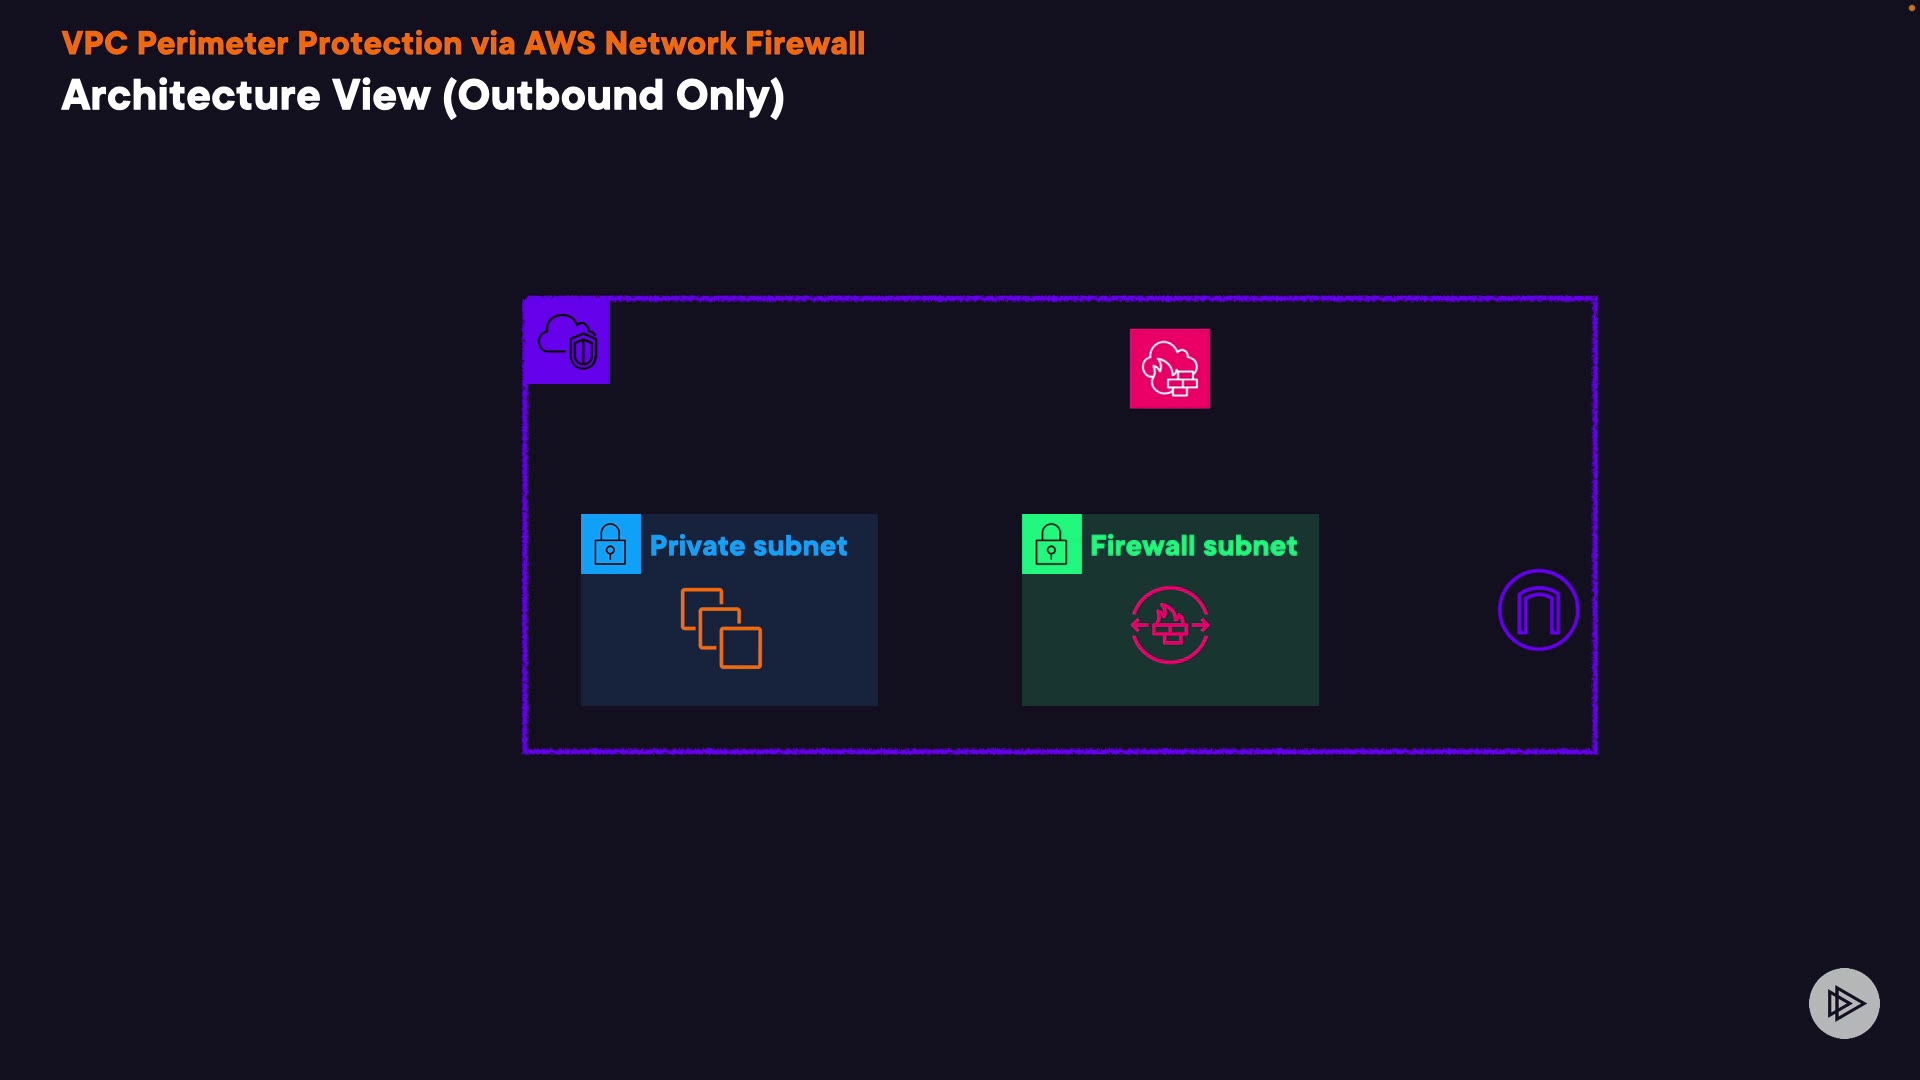 VPC Perimeter Protection via AWS Network Firewall
Architecture View (Outbound Only)
Private subnet
Firewall subnet